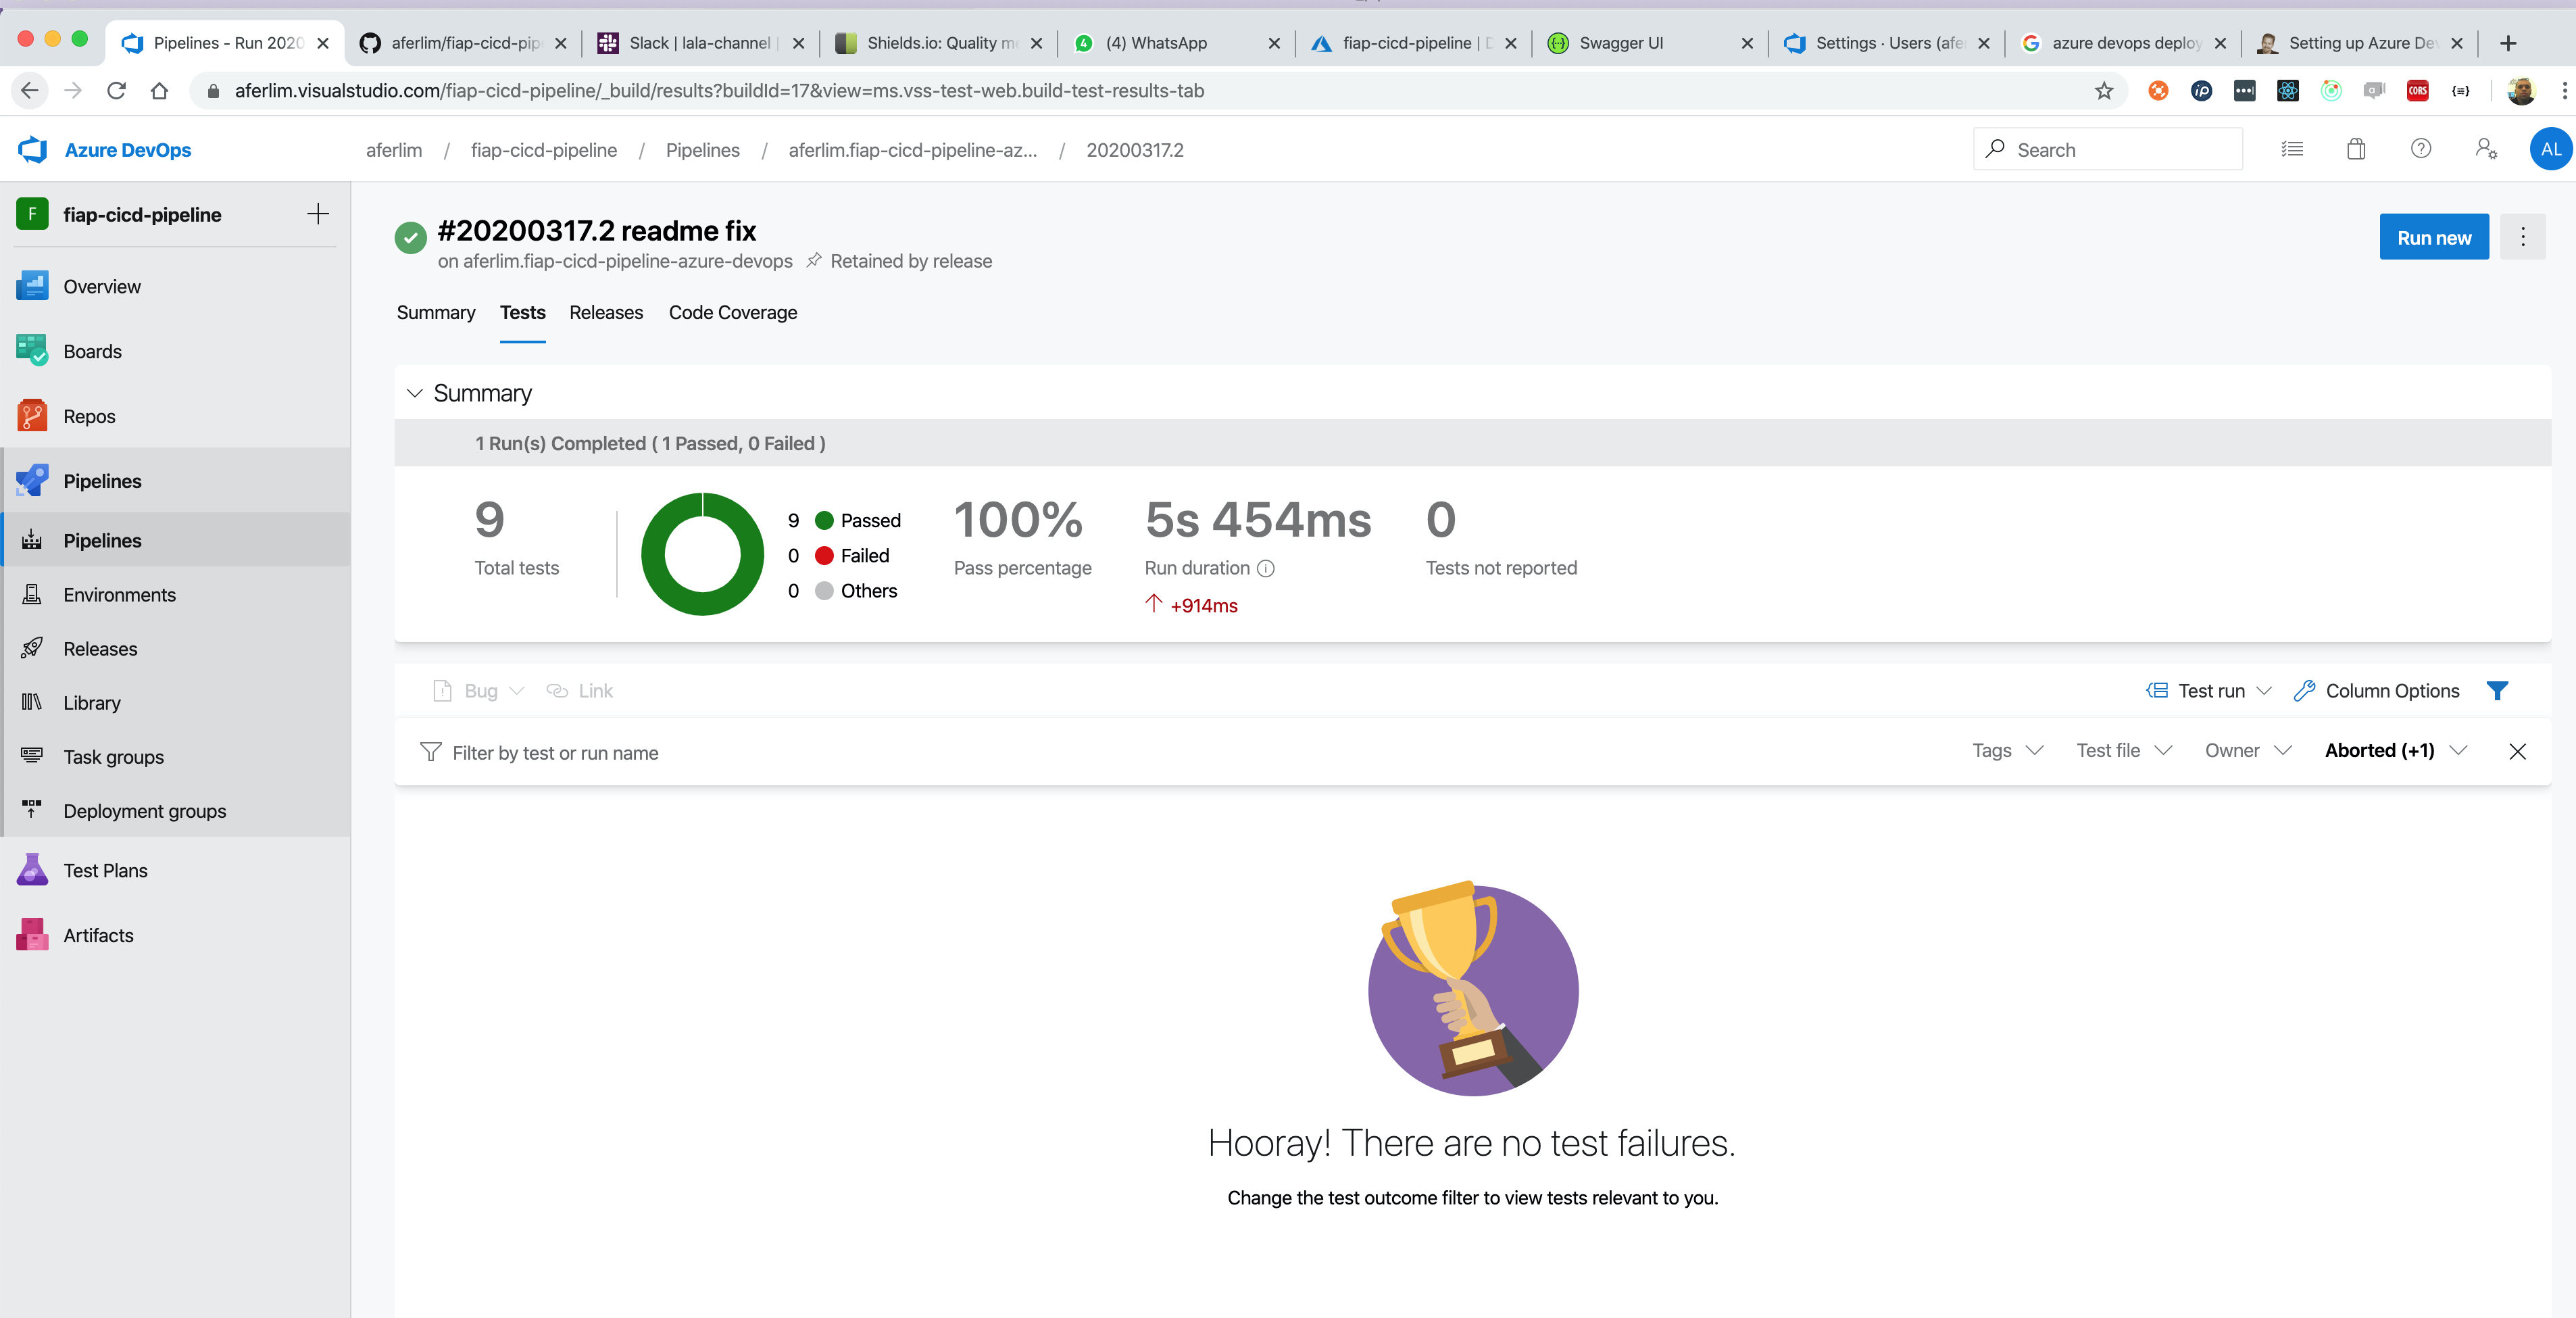 Pipelines - Run 2020
aferlim/fiap-cicd-pip
Slack | lala-channel
Shields.io: Quality m
4 (4) WhatsApp
fiap-cicd-pipeline |
Swagger UI
Settings · Users (afe
azure devops deploy
Setting up Azure De
aferlim.visualstudio.com/fiap-cicd-pipeline/_build/results?buildId=17&view=ms.vss-test-web.build-test-results-tab
iP
CORS
Azure DevOps
aferlim / fiap-cicd-pipeline / Pipelines / aferlim.fiap-cicd-pipeline-az... / 20200317.2
Search
AL
F fiap-cicd-pipeline
Overview
Boards
Repos
Pipelines
Pipelines
Environments
Releases
Library
Task groups
Deployment groups
Test Plans
Artifacts
#20200317.2 readme fix
on aferlim.fiap-cicd-pipeline-azure-devops Retained by release
Run new
Summary Tests Releases Code Coverage
Summary
1 Run(s) Completed ( 1 Passed, 0 Failed )
9
Total tests
9 Passed
0 Failed
0 Others
100%
Pass percentage
5s 454ms
Run duration
+914ms
0
Tests not reported
Bug Link
Test run Column Options
Filter by test or run name
Tags Test file Owner Aborted (+1)
Hooray! There are no test failures.
Change the test outcome filter to view tests relevant to you.